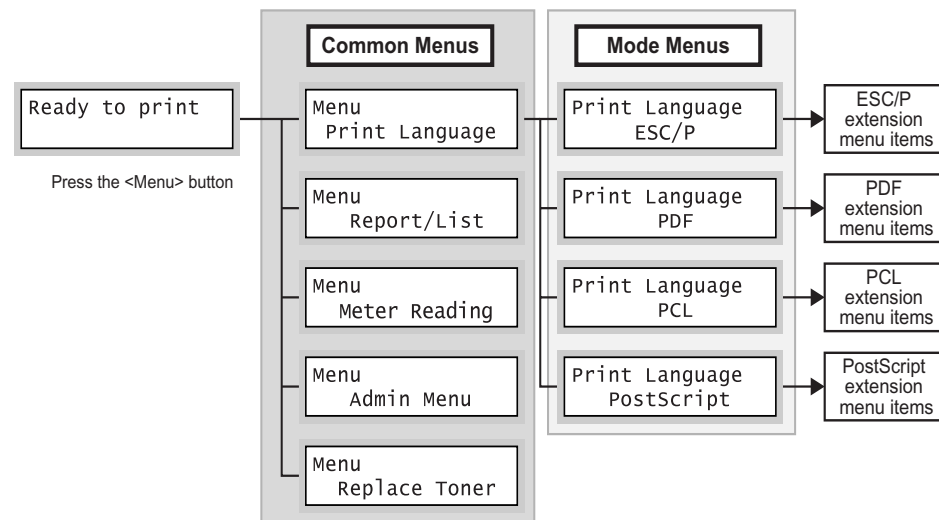 Common Menus
Mode Menus
Ready to print
Press the <Menu> button
Menu
Print Language
Menu
Report/List
Menu
Meter Reading
Menu
Admin Menu
Menu
Replace Toner
Print Language
ESC/P
Print Language
PDF
Print Language
PCL
Print Language
PostScript
ESC/P
extension
menu items
PDF
extension
menu items
PCL
extension
menu items
PostScript
extension
menu items